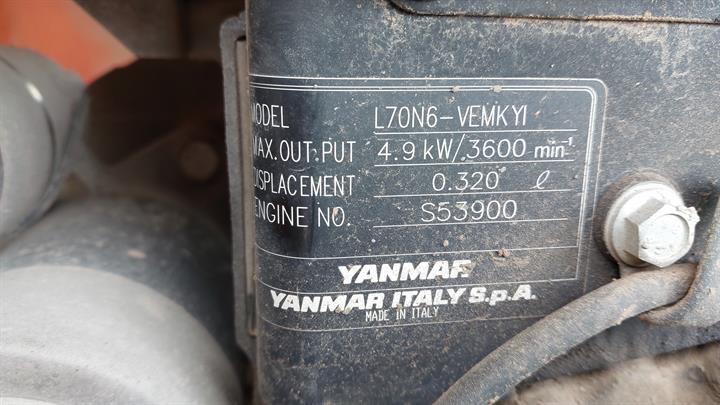 MODEL L70N6-VEMKYI
MAX. OUT PUT 4.9 kW/3600 min⁻¹
DISPLACEMENT 0.320 ℓ
ENGINE NO. S53900
YANMAR
YANMAR ITALY S.p.A.
MADE IN ITALY